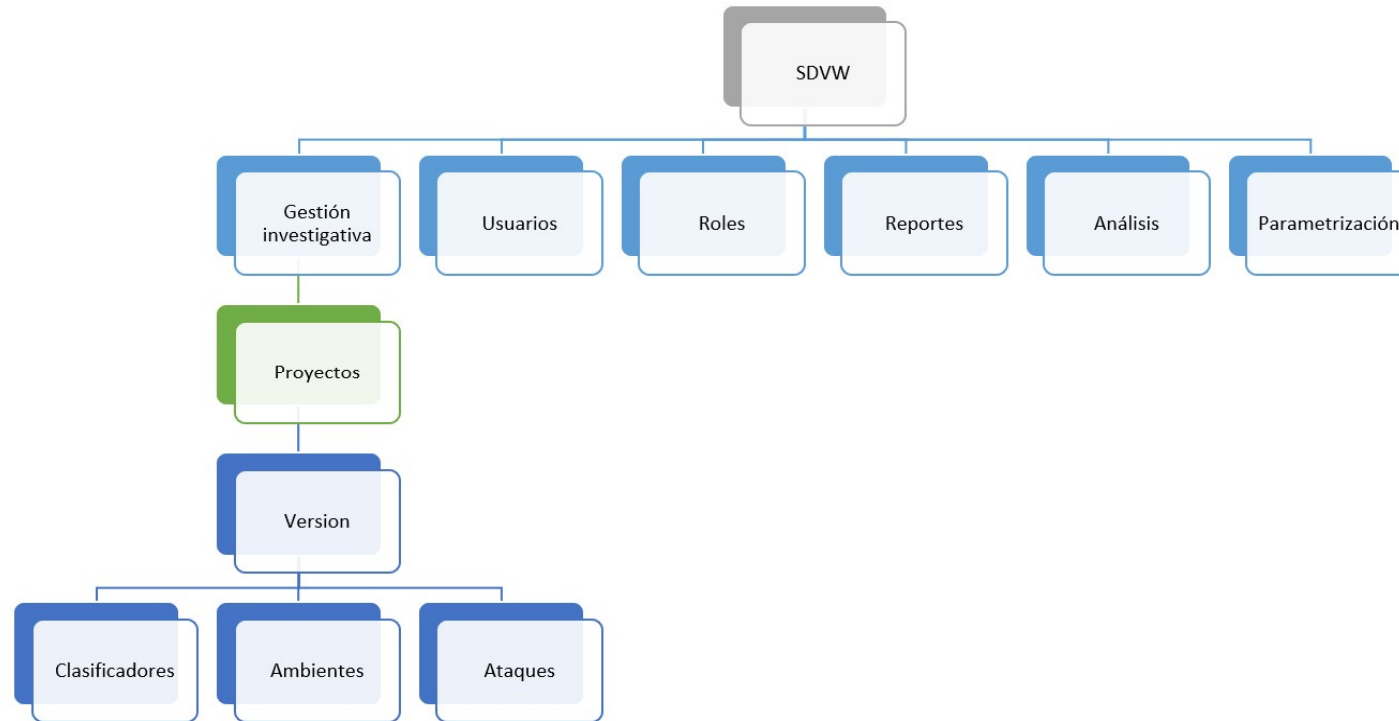 SDVW
Gestión
investigativa
Usuarios
Roles
Reportes
Análisis
Parametrización
Proyectos
Version
Clasificadores
Ambientes
Ataques